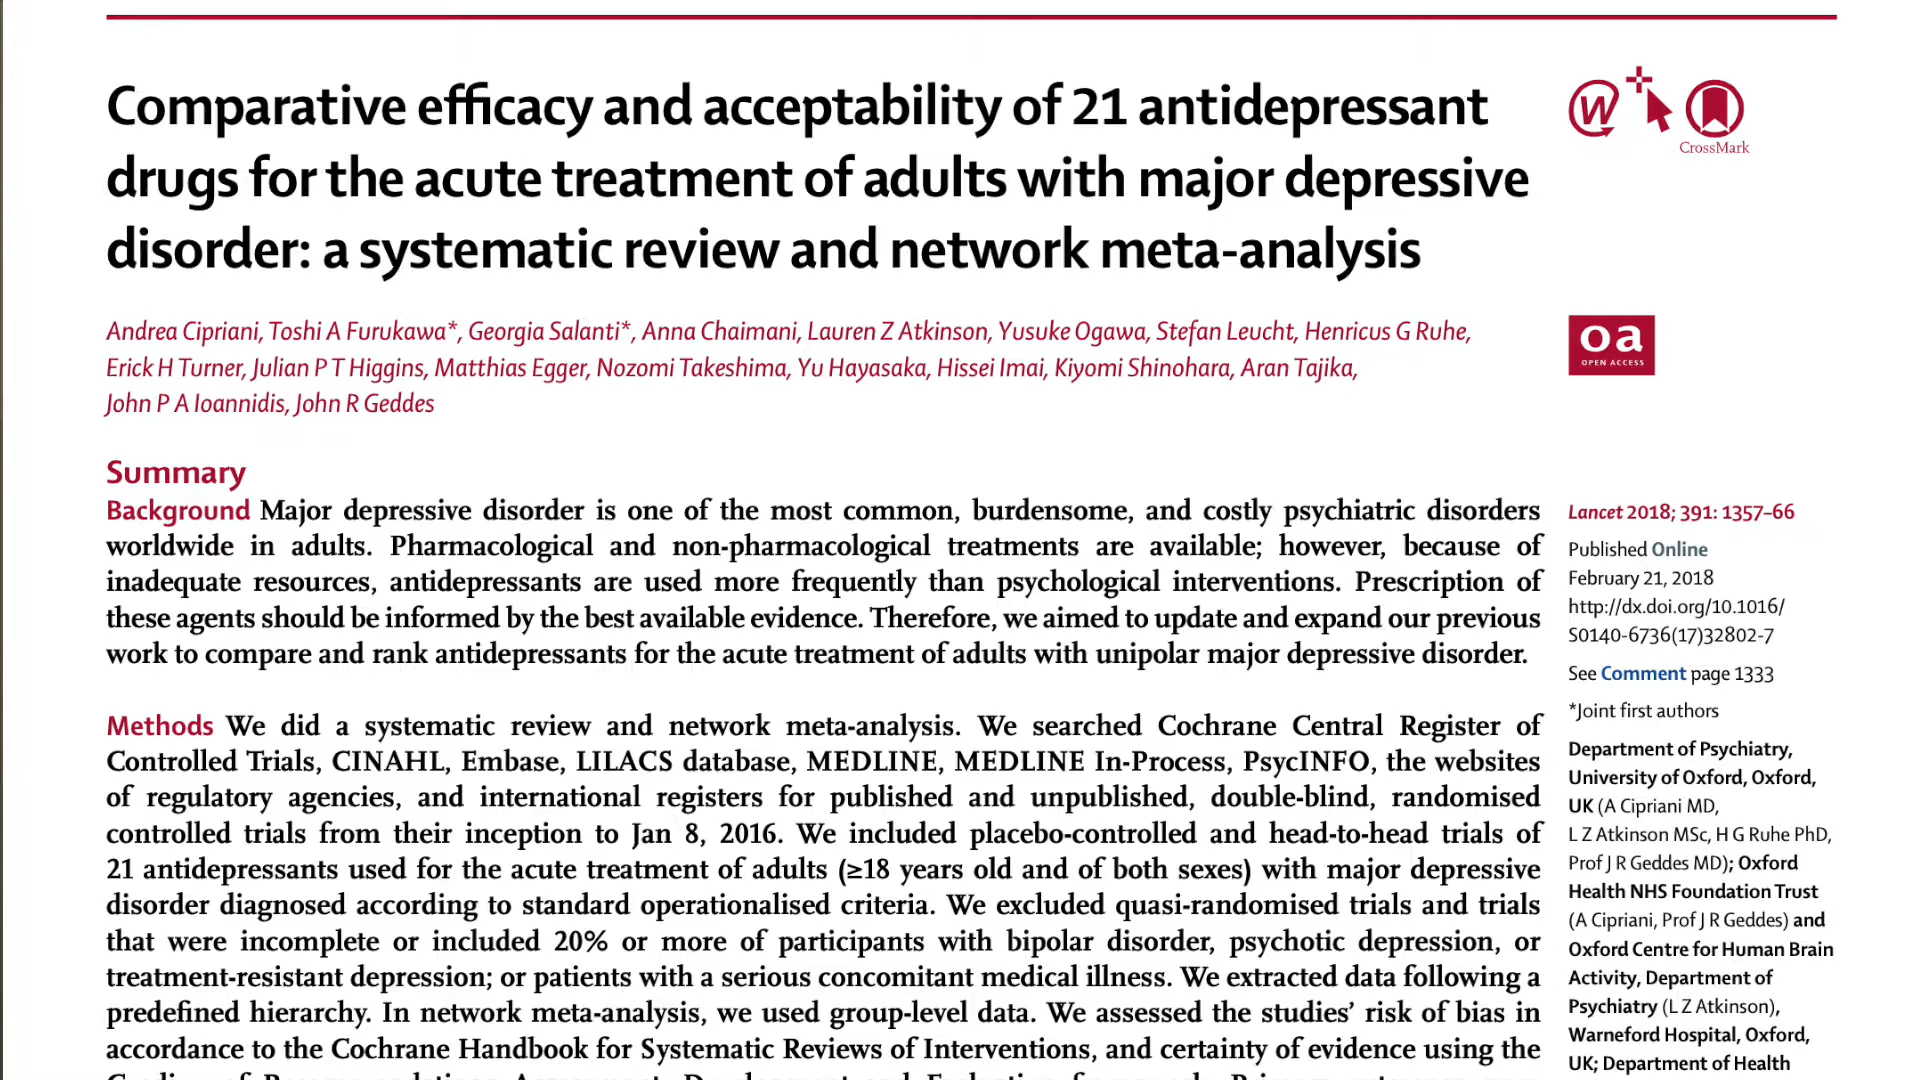 Comparative efficacy and acceptability of 21 antidepressant
drugs for the acute treatment of adults with major depressive
disorder: a systematic review and network meta-analysis
W
CrossMark
Andrea Cipriani, Toshi A Furukawa*, Georgia Salanti*, Anna Chaimani, Lauren Z Atkinson, Yusuke Ogawa, Stefan Leucht, Henricus G Ruhe,
Erick H Turner, Julian P T Higgins, Matthias Egger, Nozomi Takeshima, Yu Hayasaka, Hissei Imai, Kiyomi Shinohara, Aran Tajika,
John P A Ioannidis, John R Geddes
oa
OPEN ACCESS
Summary
Background Major depressive disorder is one of the most common, burdensome, and costly psychiatric disorders
worldwide in adults. Pharmacological and non-pharmacological treatments are available; however, because of
inadequate resources, antidepressants are used more frequently than psychological interventions. Prescription of
these agents should be informed by the best available evidence. Therefore, we aimed to update and expand our previous
work to compare and rank antidepressants for the acute treatment of adults with unipolar major depressive disorder.
Methods We did a systematic review and network meta-analysis. We searched Cochrane Central Register of
Controlled Trials, CINAHL, Embase, LILACS database, MEDLINE, MEDLINE In-Process, PsycINFO, the websites
of regulatory agencies, and international registers for published and unpublished, double-blind, randomised
controlled trials from their inception to Jan 8, 2016. We included placebo-controlled and head-to-head trials of
21 antidepressants used for the acute treatment of adults (≥18 years old and of both sexes) with major depressive
disorder diagnosed according to standard operationalised criteria. We excluded quasi-randomised trials and trials
that were incomplete or included 20% or more of participants with bipolar disorder, psychotic depression, or
treatment-resistant depression; or patients with a serious concomitant medical illness. We extracted data following a
predefined hierarchy. In network meta-analysis, we used group-level data. We assessed the studies' risk of bias in
accordance to the Cochrane Handbook for Systematic Reviews of Interventions, and certainty of evidence using the
Lancet 2018; 391: 1357–66
Published Online
February 21, 2018
http://dx.doi.org/10.1016/
S0140-6736(17)32802-7
See Comment page 1333
*Joint first authors
Department of Psychiatry,
University of Oxford, Oxford,
UK (A Cipriani MD,
L Z Atkinson MSc, H G Ruhe PhD,
Prof J R Geddes MD); Oxford
Health NHS Foundation Trust
(A Cipriani, Prof J R Geddes) and
Oxford Centre for Human Brain
Activity, Department of
Psychiatry (L Z Atkinson),
Warneford Hospital, Oxford,
UK; Department of Health